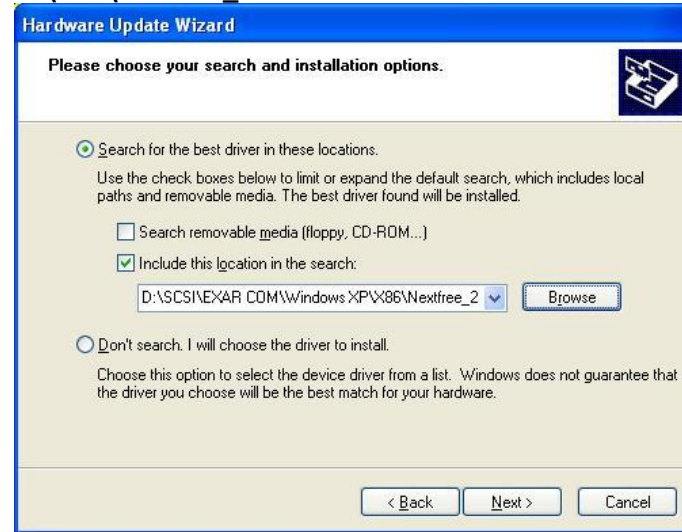 Hardware Update Wizard
Please choose your search and installation options.
Search for the best driver in these locations.
Use the check boxes below to limit or expand the default search, which includes local
paths and removable media. The best driver found will be installed.
Search removable media (floppy, CD-ROM...)
Include this location in the search:
D:\SCSI\EXAR COM\Windows XP\X86\Nextfree_2
Browse
Don't search. I will choose the driver to install.
Choose this option to select the device driver from a list. Windows does not guarantee that
the driver you choose will be the best match for your hardware.
< Back
Next >
Cancel